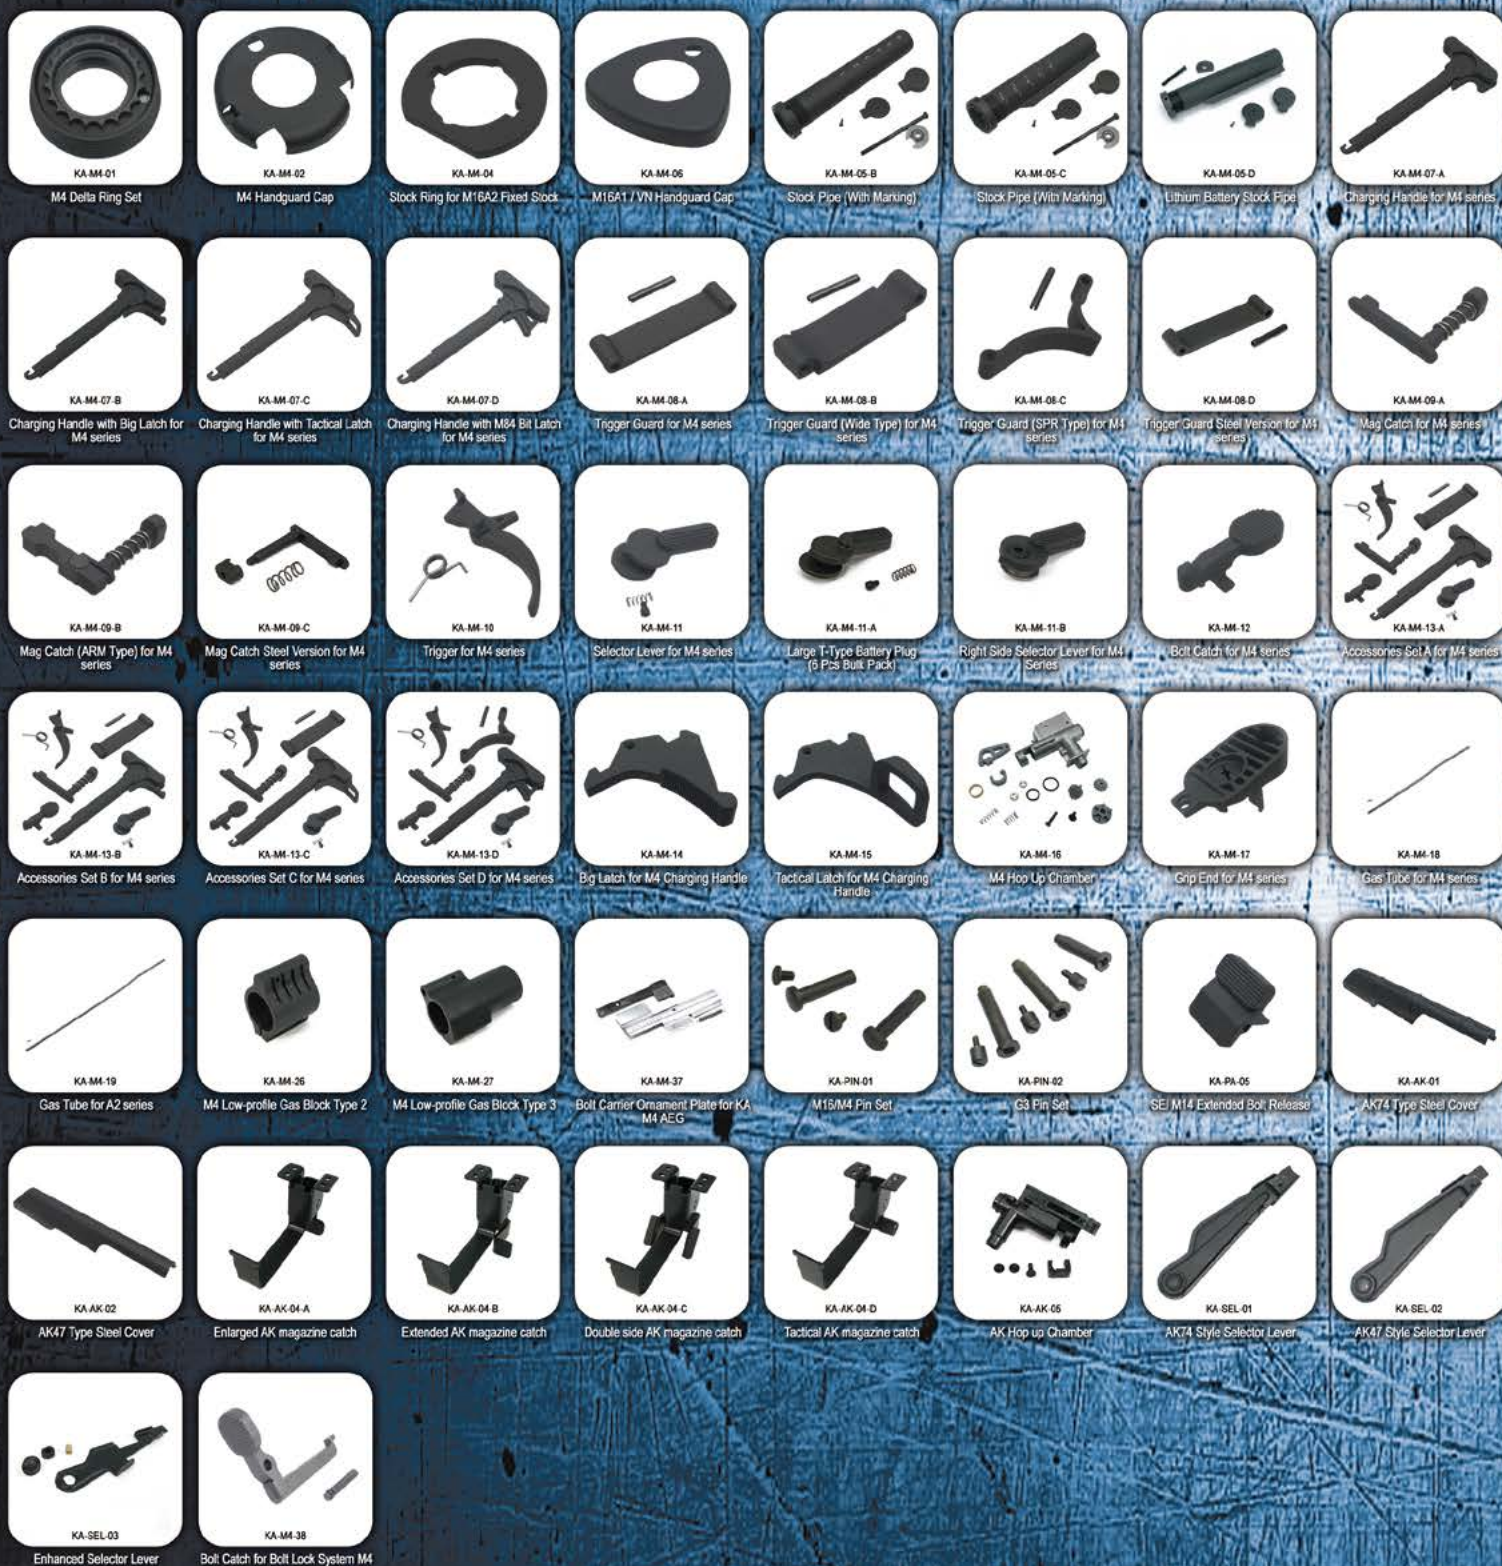 KA-M4-01
M4 Delta Ring Set
KA-M4-02
M4 Handguard Cap
KA-M4-04
Stock Ring for M16A2 Fixed Stock
KA-M4-06
M16A1 / VN Handguard Cap
KA-M4-05-B
Stock Pipe (With Marking)
KA-M4-05-C
Stock Pipe (With Marking)
KA-M4-05-D
Lithium Battery Stock Pipe
KA-M4-07-A
Charging Handle for M4 series
KA-M4-07-B
Charging Handle with Big Latch for
M4 series
KA-M4-07-C
Charging Handle with Tactical Latch
for M4 series
KA-M4-07-D
Charging Handle with M84 Bit Latch
for M4 series
KA-M4-08-A
Trigger Guard for M4 series
KA-M4-08-B
Trigger Guard (Wide Type) for M4
series
KA-M4-08-C
Trigger Guard (SPR Type) for M4
series
KA-M4-08-D
Trigger Guard Steel Version for M4
series
KA-M4-09-A
Mag Catch for M4 series
KA-M4-09-B
Mag Catch (ARM Type) for M4
series
KA-M4-09-C
Mag Catch Steel Version for M4
series
KA-M4-10
Trigger for M4 series
KA-M4-11
Selector Lever for M4 series
KA-M4-11-A
Large T-Type Battery Plug
(5 Pcs Bulk Pack)
KA-M4-11-B
Right Side Selector Lever for M4
Series
KA-M4-12
Bolt Catch for M4 series
KA-M4-13-A
Accessories Set A for M4 series
KA-M4-13-B
Accessories Set B for M4 series
KA-M4-13-C
Accessories Set C for M4 series
KA-M4-13-D
Accessories Set D for M4 series
KA-M4-14
Big Latch for M4 Charging Handle
KA-M4-15
Tactical Latch for M4 Charging
Handle
KA-M4-16
M4 Hop Up Chamber
KA-M4-17
Grip End for M4 series
KA-M4-18
Gas Tube for M4 series
KA-M4-19
Gas Tube for A2 series
KA-M4-26
M4 Low-profile Gas Block Type 2
KA-M4-27
M4 Low-profile Gas Block Type 3
KA-M4-37
Bolt Carrier Ornament Plate for KA
M4 AEG
KA-PIN-01
M16/M4 Pin Set
KA-PIN-02
G3 Pin Set
KA-PA-05
SEI M14 Extended Bolt Release
KA-AK-01
AK74 Type Steel Cover
KA-AK-02
AK47 Type Steel Cover
KA-AK-04-A
Enlarged AK magazine catch
KA-AK-04-B
Extended AK magazine catch
KA-AK-04-C
Double side AK magazine catch
KA-AK-04-D
Tactical AK magazine catch
KA-AK-05
AK Hop up Chamber
KA-SEL-01
AK74 Style Selector Lever
KA-SEL-02
AK47 Style Selector Lever
KA-SEL-03
Enhanced Selector Lever
KA-M4-38
Bolt Catch for Bolt Lock System M4